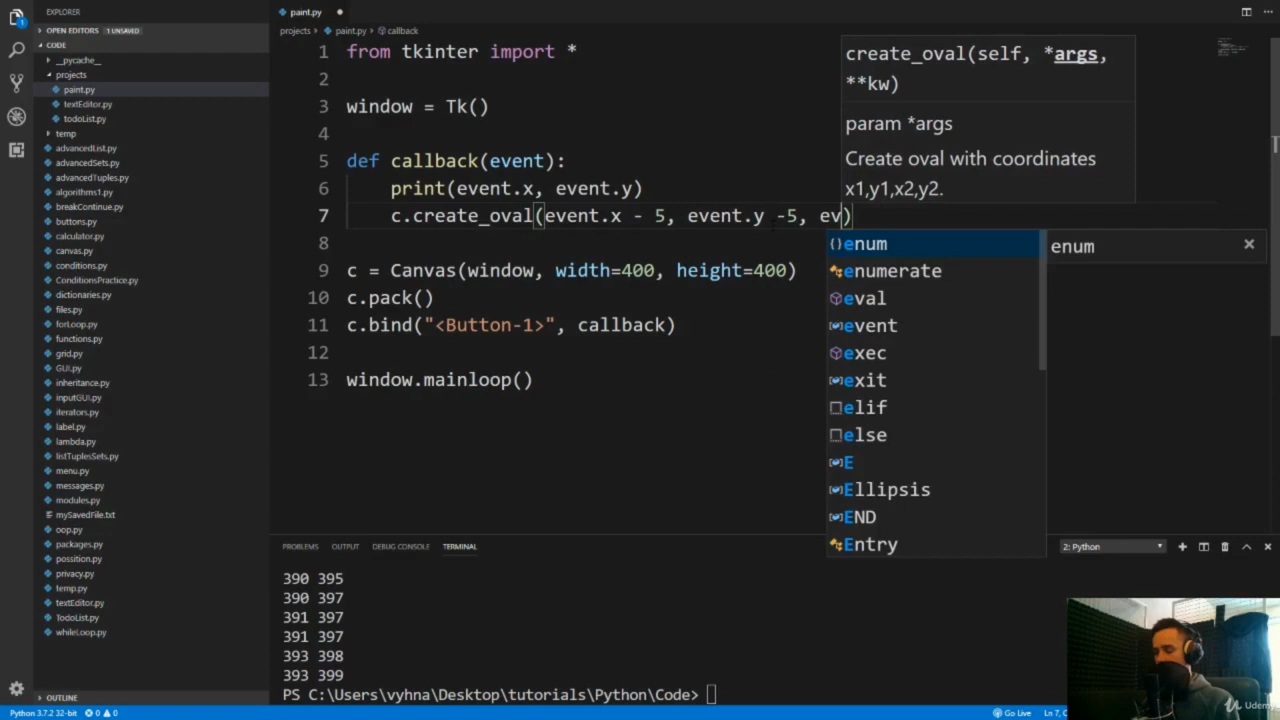 EXPLORER
OPEN EDITORS 1 UNSAVED
CODE
__pycache__
projects
paint.py
textEditor.py
todoList.py
temp
advancedList.py
advancedSets.py
advancedTuples.py
algorithms1.py
breakContinue.py
buttons.py
calculator.py
canvas.py
conditions.py
ConditionsPractice.py
dictionaries.py
files.py
forLoop.py
functions.py
grid.py
GUI.py
inheritance.py
inputGUI.py
iterators.py
label.py
lambda.py
listTuplesSets.py
menu.py
messages.py
modules.py
mySavedFile.txt
oop.py
packages.py
possition.py
privacy.py
temp.py
textEditor.py
TodoList.py
whileLoop.py
OUTLINE
paint.py
projects paint.py callback
1 from tkinter import *
2
3 window = Tk()
4
5 def callback(event):
6 print(event.x, event.y)
7 c.create_oval(event.x - 5, event.y -5, ev)
8
9 c = Canvas(window, width=400, height=400)
10 c.pack()
11 c.bind("<Button-1>", callback)
12
13 window.mainloop()
create_oval(self, *args,
**kw)
param *args
Create oval with coordinates
x1,y1,x2,y2.
enum
enumerate
eval
event
exec
exit
elif
else
E
Ellipsis
END
Entry
enum
PROBLEMS OUTPUT DEBUG CONSOLE TERMINAL
2: Python
390 395
390 397
391 397
391 397
393 398
393 399
PS C:\Users\vyhna\Desktop\tutorials\Python\Code>
Udemy
Python 3.7.2 32-bit 0 0 Go Live Ln 7,